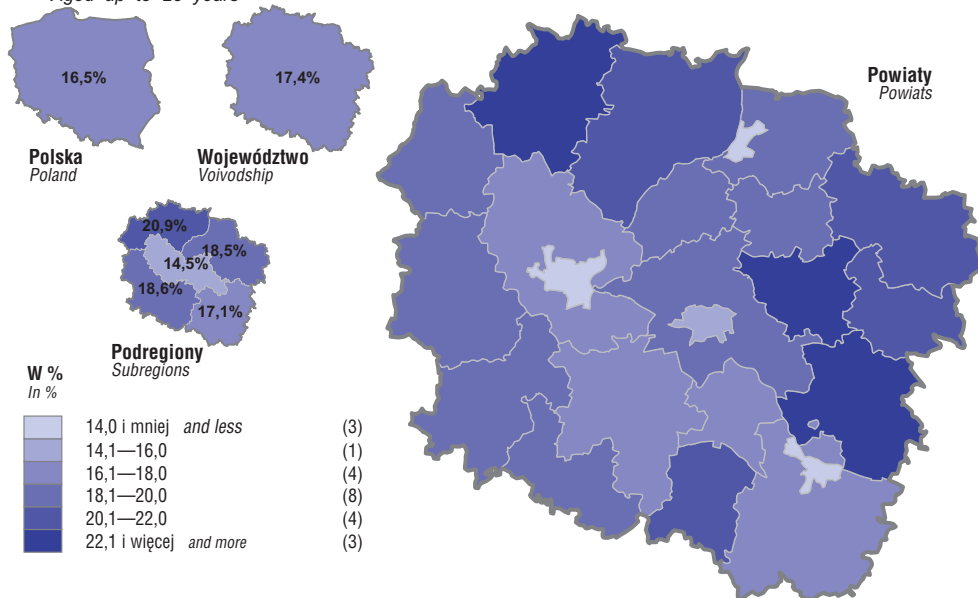 16,5%
17,4%
Polska
Poland
Województwo
Voivodship
Powiaty
Powiats
20,9%
18,5%
14,5%
18,6%
17,1%
Podregiony
Subregions
W %
In %
14,0 i mniej and less (3)
14,1—16,0 (1)
16,1—18,0 (4)
18,1—20,0 (8)
20,1—22,0 (4)
22,1 i więcej and more (3)